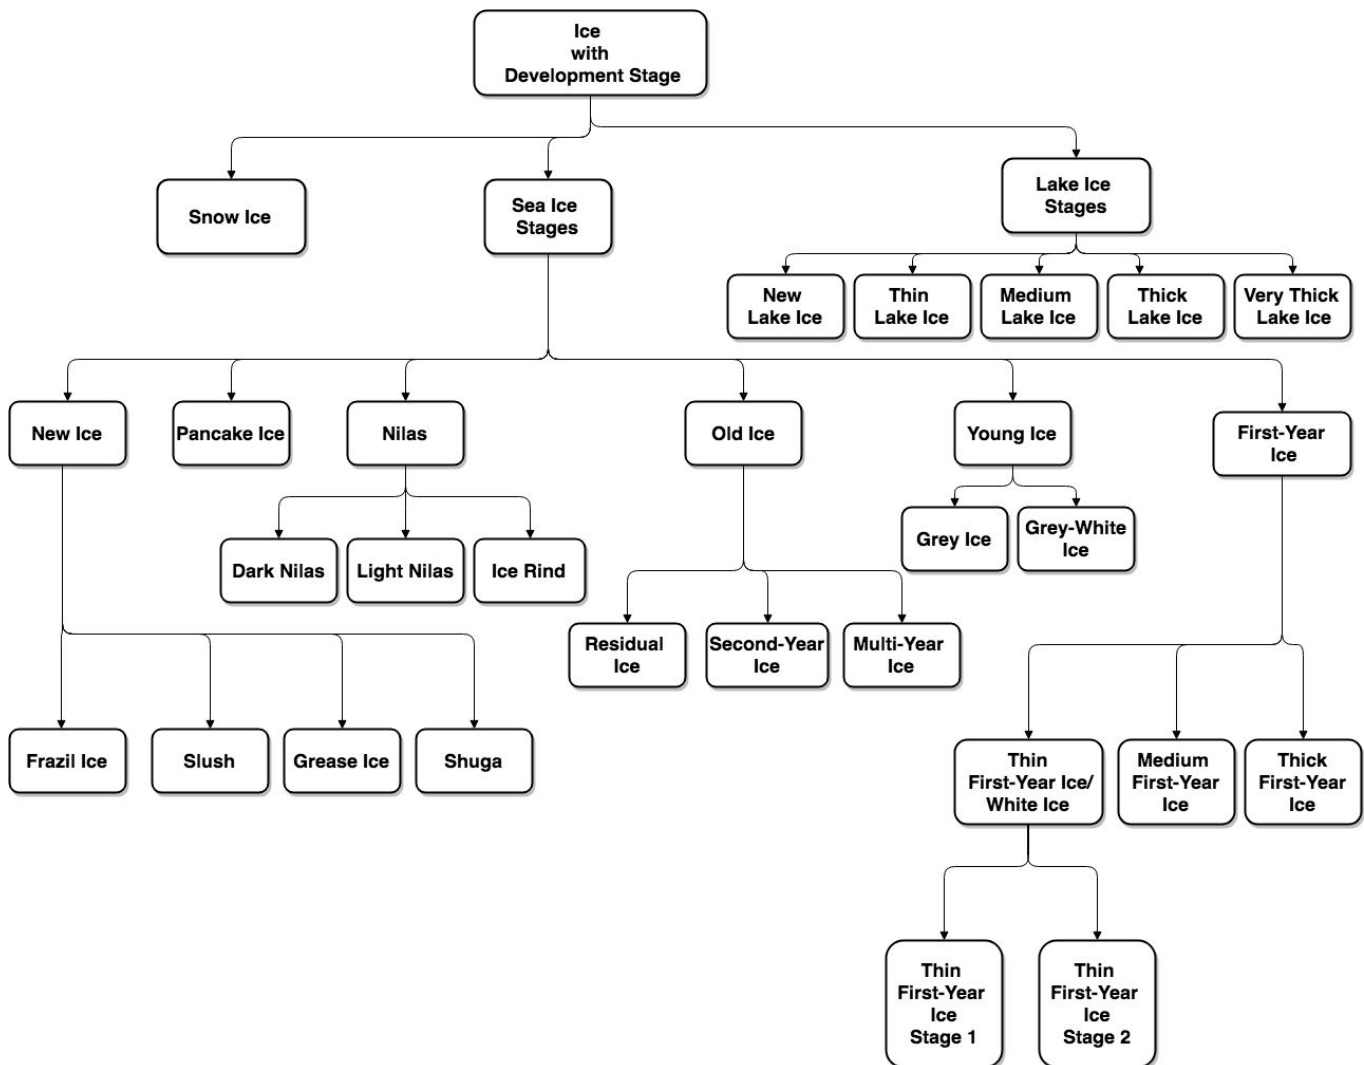 Ice
with
Development Stage
Snow Ice
Sea Ice
Stages
Lake Ice
Stages
New
Lake Ice
Thin
Lake Ice
Medium
Lake Ice
Thick
Lake Ice
Very Thick
Lake Ice
New Ice
Pancake Ice
Nilas
Old Ice
Young Ice
First-Year
Ice
Dark Nilas
Light Nilas
Ice Rind
Grey Ice
Grey-White
Ice
Residual
Ice
Second-Year
Ice
Multi-Year
Ice
Frazil Ice
Slush
Grease Ice
Shuga
Thin
First-Year Ice/
White Ice
Medium
First-Year
Ice
Thick
First-Year
Ice
Thin
First-Year
Ice
Stage 1
Thin
First-Year
Ice
Stage 2